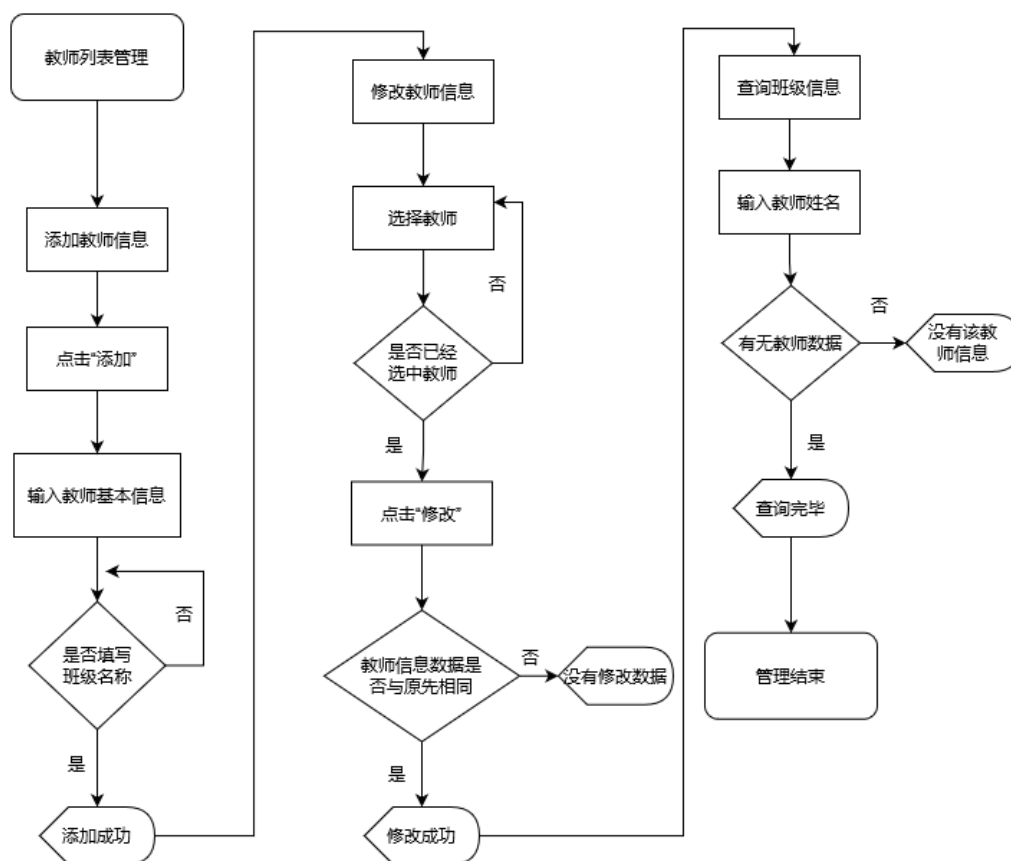 教师列表管理
添加教师信息
点击“添加”
输入教师基本信息
否
是否填写
班级名称
是
添加成功
修改教师信息
选择教师
否
是否已经
选中教师
是
点击“修改”
教师信息数据是
否与原先相同
否
没有修改数据
是
修改成功
查询班级信息
输入教师姓名
有无教师数据
否
没有该教
师信息
是
查询完毕
管理结束